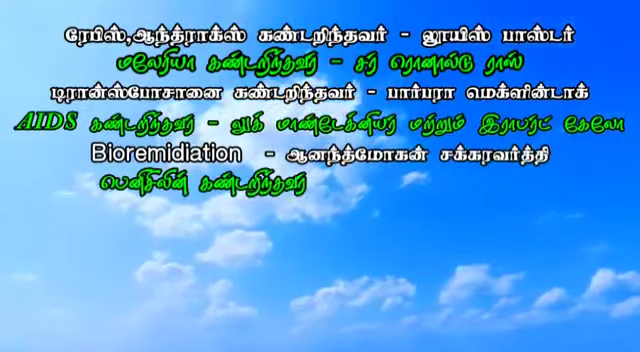 ரேபிஸ்,ஆந்த்ராக்ஸ் கண்டறிந்தவர் - லூயிஸ் பாஸ்டர்
மலேரியா கண்டறிந்தவர் - சர் ரொனால்டு ராஸ்
டிரான்ஸ்போசானை கண்டறிந்தவர் - பார்பரா மெக்ளின்டாக்
AIDS கண்டறிந்தவர் - லுக் மாண்டேக்னியர் மற்றும் இராபர்ட் கேலோ
Bioremidiation - ஆனந்த்மோகன் சக்கரவர்த்தி
பெனிசிலின் கண்டறிந்தவர்